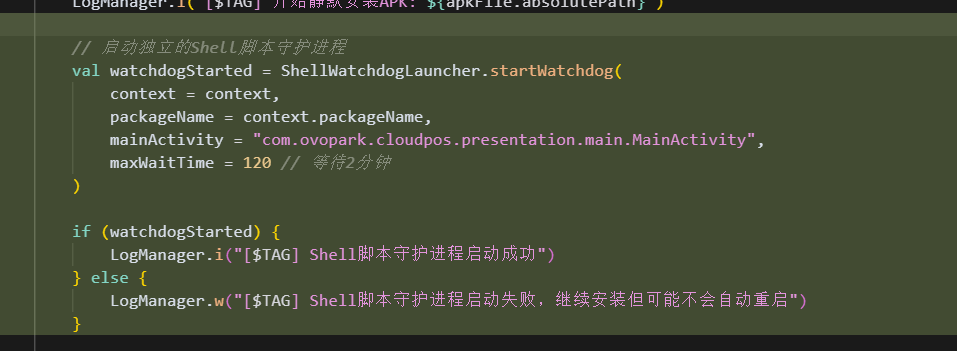 LogManager.i("[$TAG] 开始静默安装APK: ${apkFile.absolutePath}")
// 启动独立的Shell脚本守护进程
val watchdogStarted = ShellWatchdogLauncher.startWatchdog(
context = context,
packageName = context.packageName,
mainActivity = "com.ovopark.cloudpos.presentation.main.MainActivity",
maxWaitTime = 120 // 等待2分钟
)
if (watchdogStarted) {
LogManager.i("[$TAG] Shell脚本守护进程启动成功")
} else {
LogManager.w("[$TAG] Shell脚本守护进程启动失败，继续安装但可能不会自动重启")
}